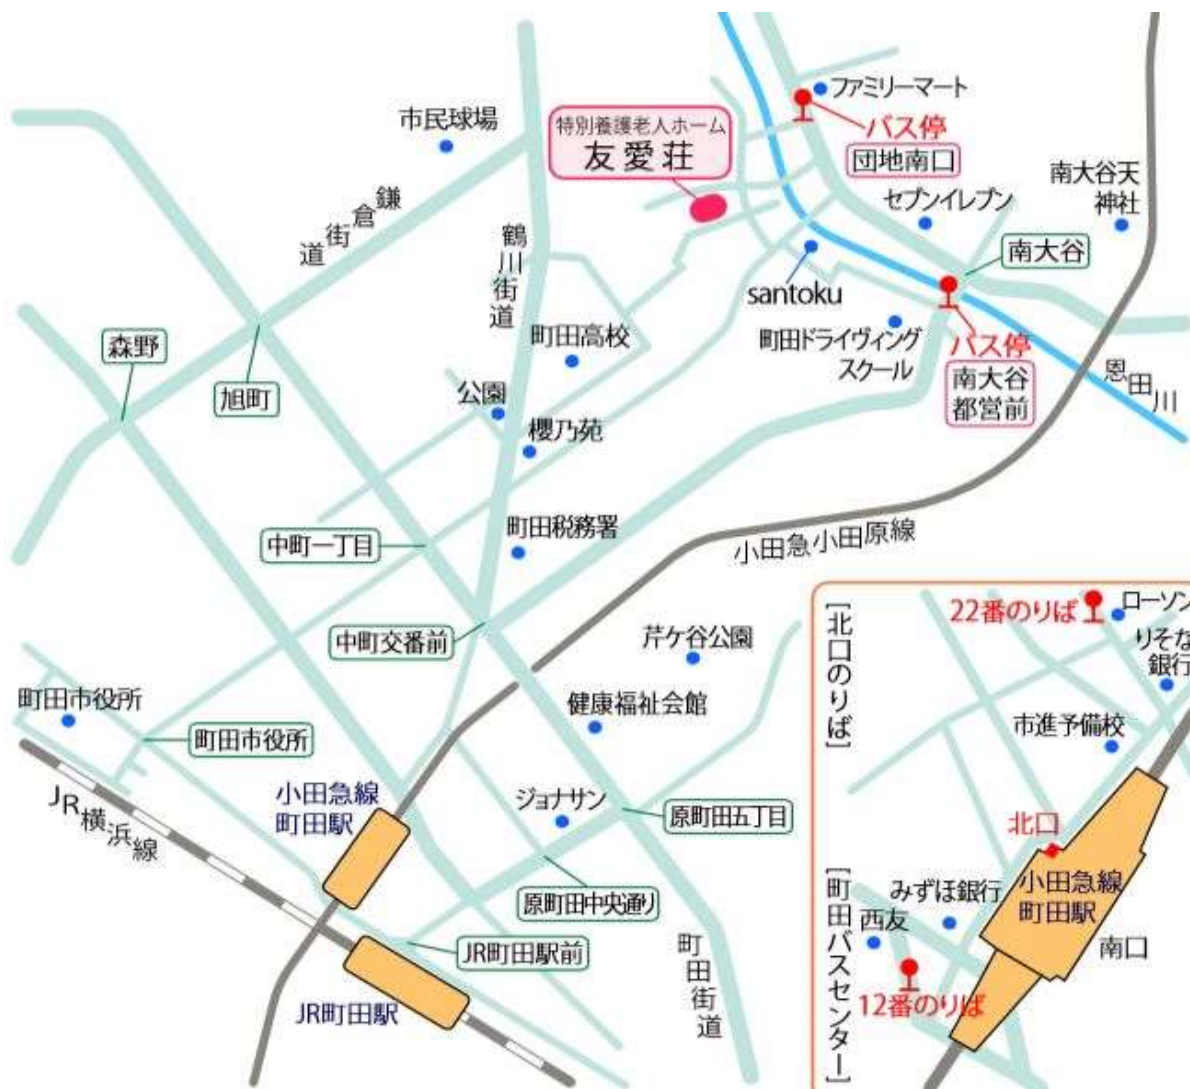 市民球場
特別養護老人ホーム
友愛荘
ファミリーマート
バス停
団地南口
セブンイレブン
南大谷天
神社
鎌倉街道
鶴川街道
南大谷
santoku
町田高校
町田ドライヴィング
スクール
バス停
南大谷
都営前
恩田川
森野
旭町
公園
櫻乃苑
中町一丁目
町田税務署
小田急小田原線
中町交番前
芹ケ谷公園
健康福祉会館
町田市役所
町田市役所
JR横浜線
小田急線
町田駅
ジョナサン
原町田五丁目
原町田中央通り
JR町田駅前
JR町田駅
町田街道
[北口のりば]
22番のりば
ローソン
りそな
銀行
市進予備校
北口
小田急線
町田駅
南口
[町田バスセンター]
みずほ銀行
西友
12番のりば